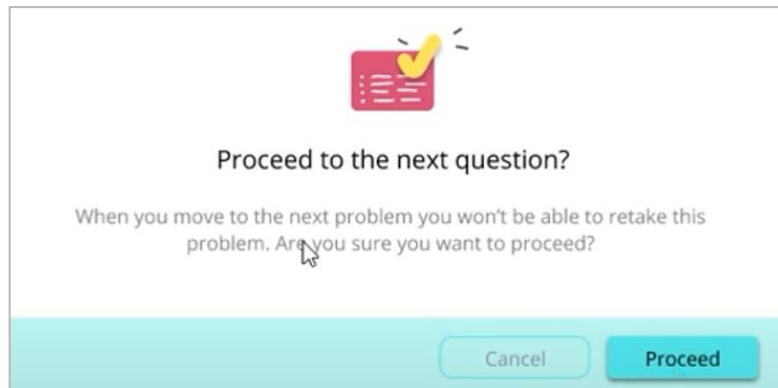 Proceed to the next question?
When you move to the next problem you won't be able to retake this
problem. Are you sure you want to proceed?
Cancel
Proceed